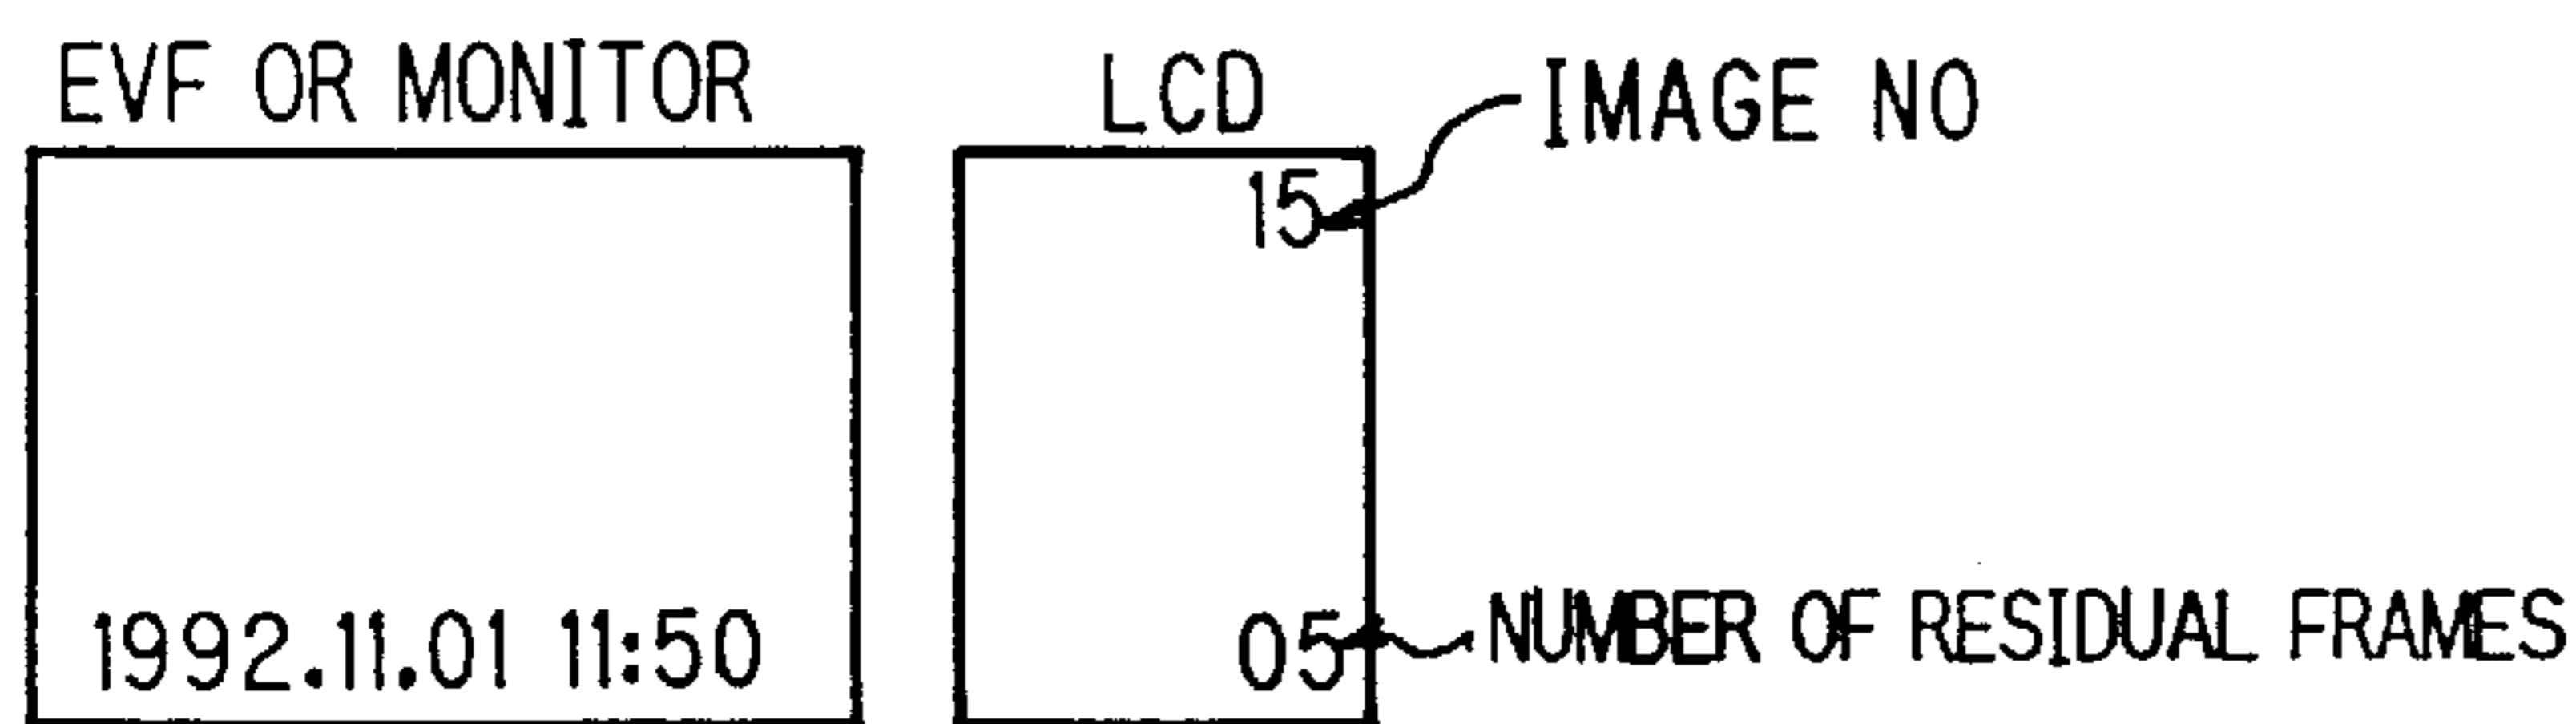 EVF OR MONITOR
LCD
IMAGE NO
15
1992.11.01 11:50
05
NUMBER OF RESIDUAL FRAMES